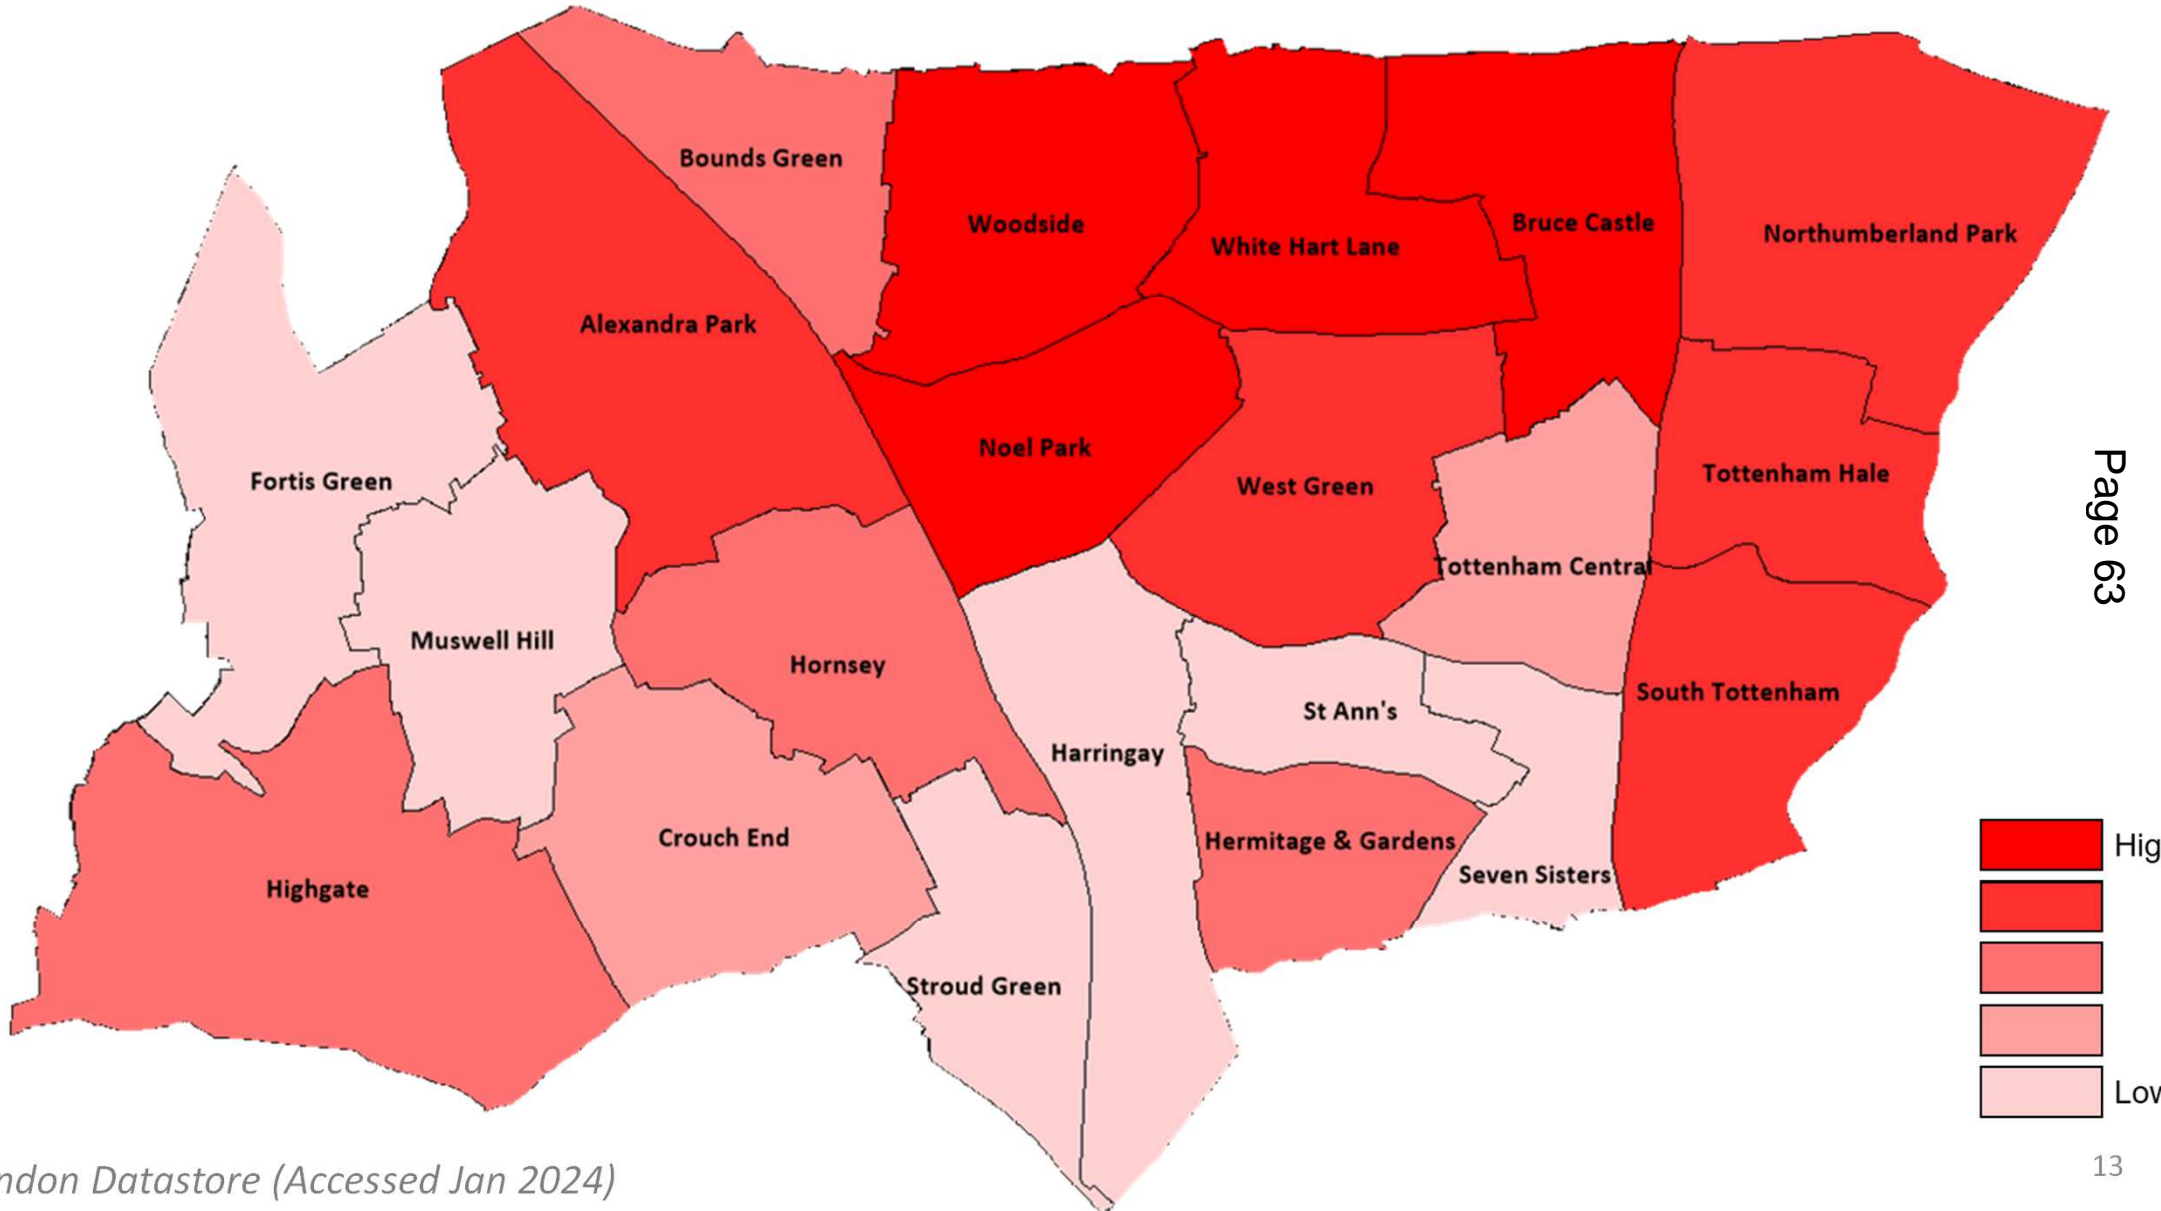 Bounds Green
Woodside
White Hart Lane
Bruce Castle
Northumberland Park
Alexandra Park
Noel Park
West Green
Tottenham Hale
Fortis Green
Tottenham Central
Muswell Hill
Hornsey
South Tottenham
St Ann's
Harringay
Crouch End
Hermitage & Gardens
Seven Sisters
Highgate
Stroud Green
Page 63
Hig
Low
ndon Datastore (Accessed Jan 2024)
13